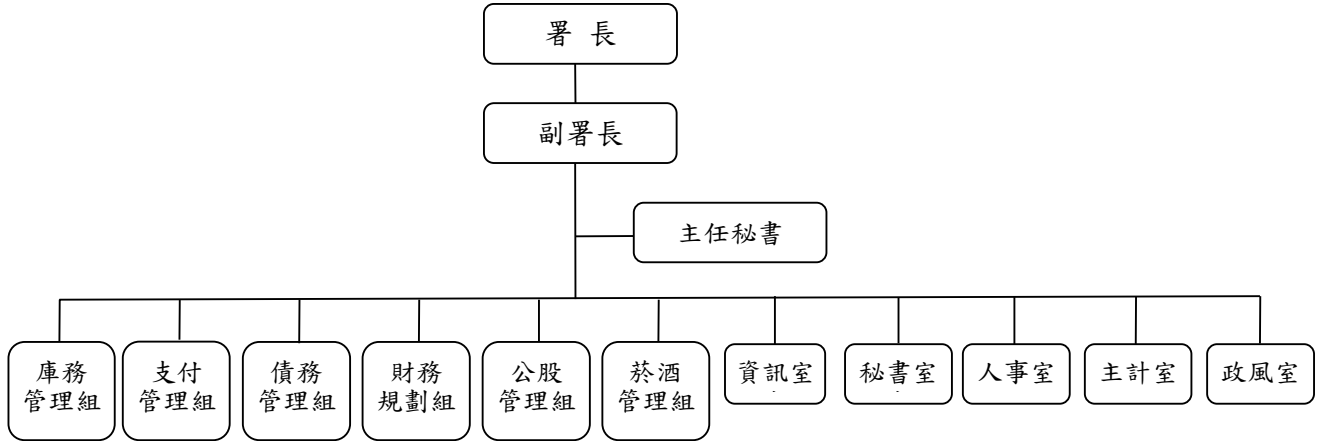 署 長
副署長
主任秘書
庫務
管理組
支付
管理組
債務
管理組
財務
規劃組
公股
管理組
菸酒
管理組
資訊室
秘書室
人事室
主計室
政風室